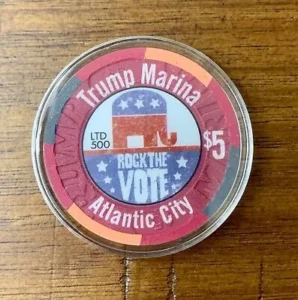 Trump Marina
LTD
500
$5
ROCK THE
VOTE
Atlantic City